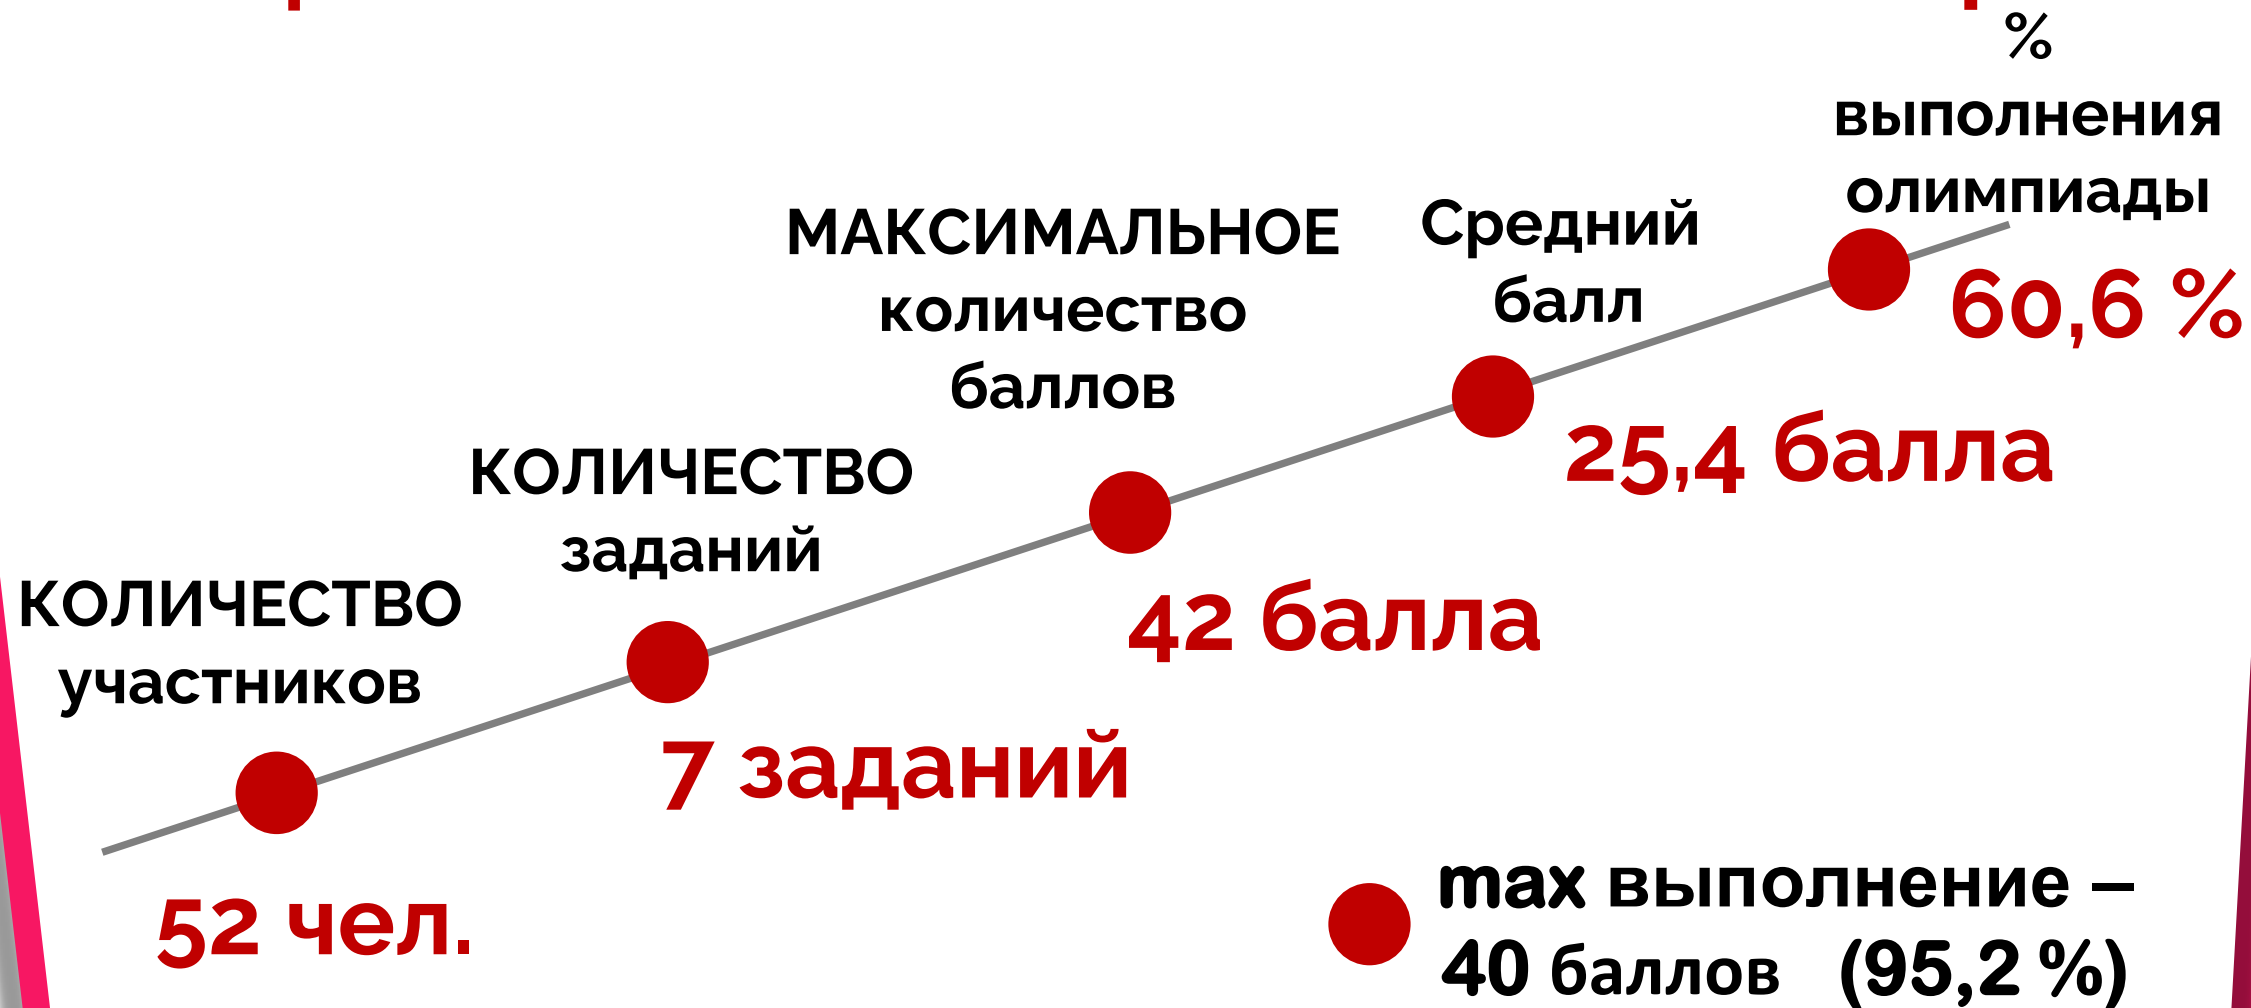 КОЛИЧЕСТВО
участников
52 чел.
КОЛИЧЕСТВО
заданий
7 заданий
МАКСИМАЛЬНОЕ
количество
баллов
42 балла
Средний
балл
25,4 балла
%
выполнения
олимпиады
60,6 %
max выполнение –
40 баллов (95,2 %)